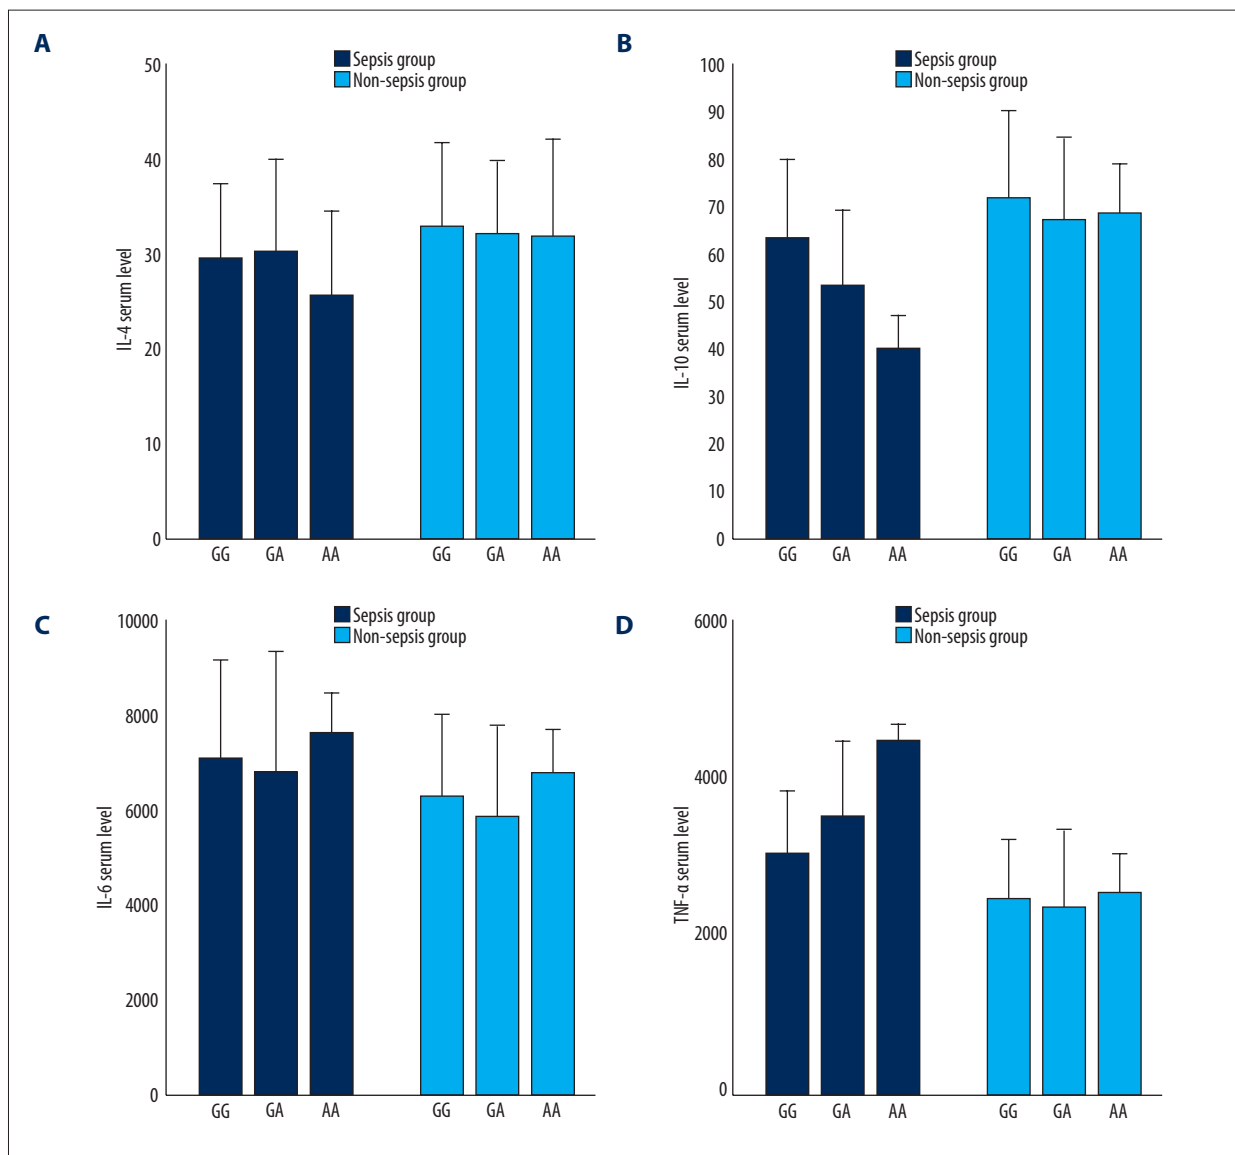 A
Sepsis group
Non-sepsis group
50
40
30
20
10
0
IL-4 serum level
GG GA AA GG GA AA
B
Sepsis group
Non-sepsis group
100
90
80
70
60
50
40
30
20
10
0
IL-10 serum level
GG GA AA GG GA AA
C
Sepsis group
Non-sepsis group
10000
8000
6000
4000
2000
0
IL-6 serum level
GG GA AA GG GA AA
D
Sepsis group
Non-sepsis group
6000
4000
2000
0
TNF-α serum level
GG GA AA GG GA AA